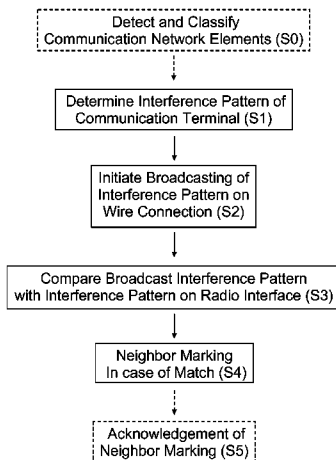 Detect and Classify
Communication Network Elements (S0)
Determine Interference Pattern of
Communication Terminal (S1)
Initiate Broadcasting of
Interference Pattern on
Wire Connection (S2)
Compare Broadcast Interference Pattern
with Interference Pattern on Radio Interface (S3)
Neighbor Marking
In case of Match (S4)
Acknowledgement of
Neighbor Marking (S5)